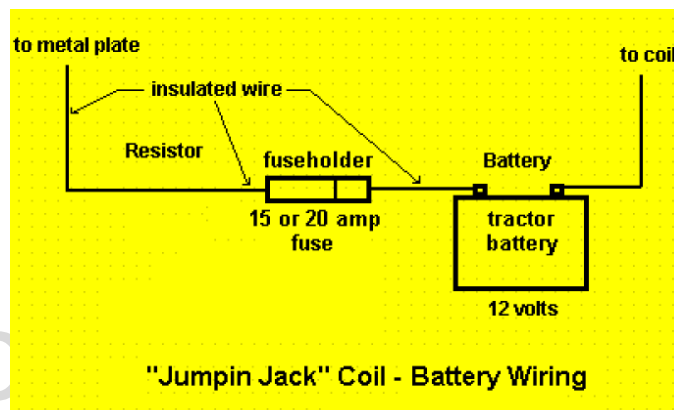 to metal plate
to coil
insulated wire
Resistor
fuseholder
Battery
15 or 20 amp
fuse
tractor
battery
12 volts
"Jumpin Jack" Coil - Battery Wiring